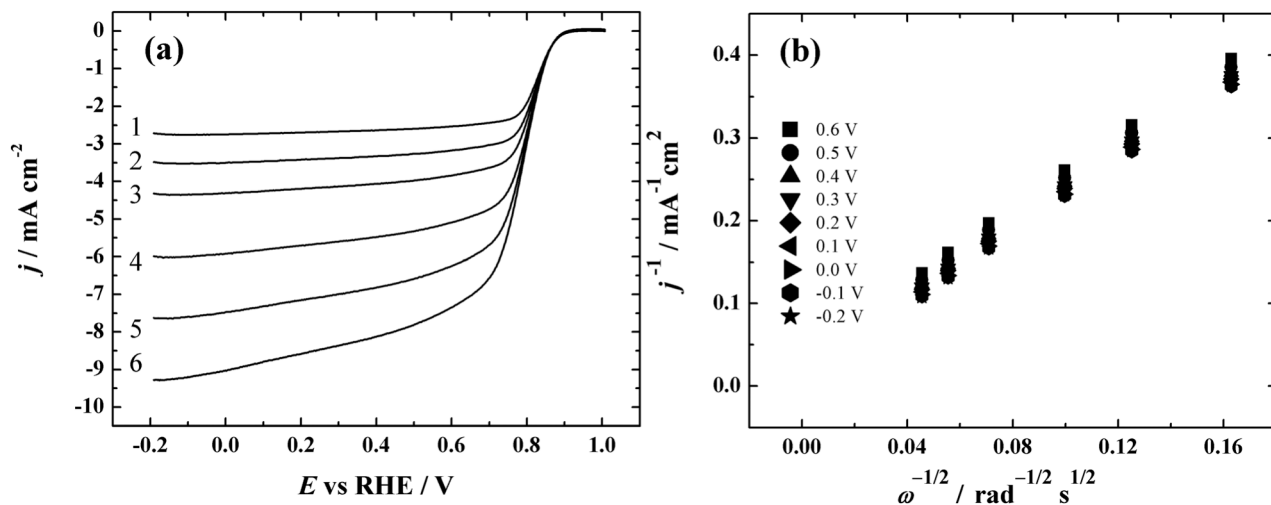 (a)
0
-1
-2
-3
-4
-5
-6
-7
-8
-9
-10
1
2
3
4
5
6
-0.2
0.0
0.2
0.4
0.6
0.8
1.0
j / mA cm-2
E vs RHE / V
(b)
0.4
0.3
0.2
0.1
0.0
0.6 V
0.5 V
0.4 V
0.3 V
0.2 V
0.1 V
0.0 V
-0.1 V
-0.2 V
0.00
0.04
0.08
0.12
0.16
j-1 / mA-1cm2
ω−1/2 / rad−1/2 s1/2